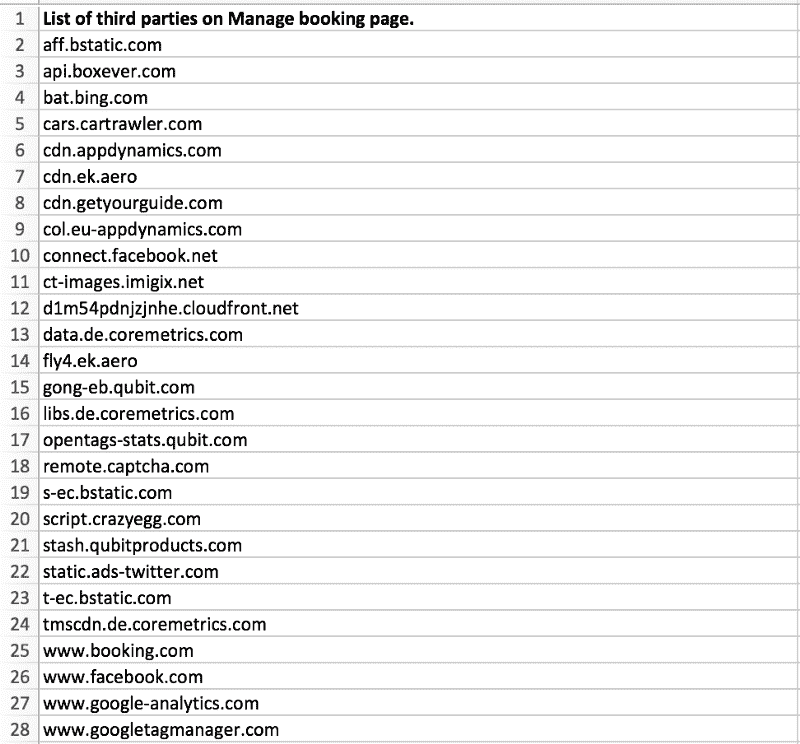 1 List of third parties on Manage booking page.
2 aff.bstatic.com
3 api.boxever.com
4 bat.bing.com
5 cars.cartrawler.com
6 cdn.appdynamics.com
7 cdn.ek.aero
8 cdn.getyourguide.com
9 col.eu-appdynamics.com
10 connect.facebook.net
11 ct-images.imigix.net
12 d1m54pdnjzjnhe.cloudfront.net
13 data.de.coremetrics.com
14 fly4.ek.aero
15 gong-eb.qubit.com
16 libs.de.coremetrics.com
17 opentags-stats.qubit.com
18 remote.captcha.com
19 s-ec.bstatic.com
20 script.crazyegg.com
21 stash.qubitproducts.com
22 static.ads-twitter.com
23 t-ec.bstatic.com
24 tmscdn.de.coremetrics.com
25 www.booking.com
26 www.facebook.com
27 www.google-analytics.com
28 www.googletagmanager.com